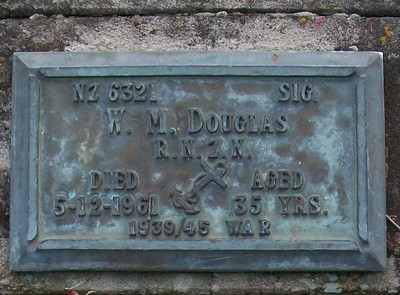 NZ 6321 SIG.
W. M. DOUGLAS
R.N.Z.N.
DIED AGED
5-12-1961 35 YRS.
1939/45 WAR